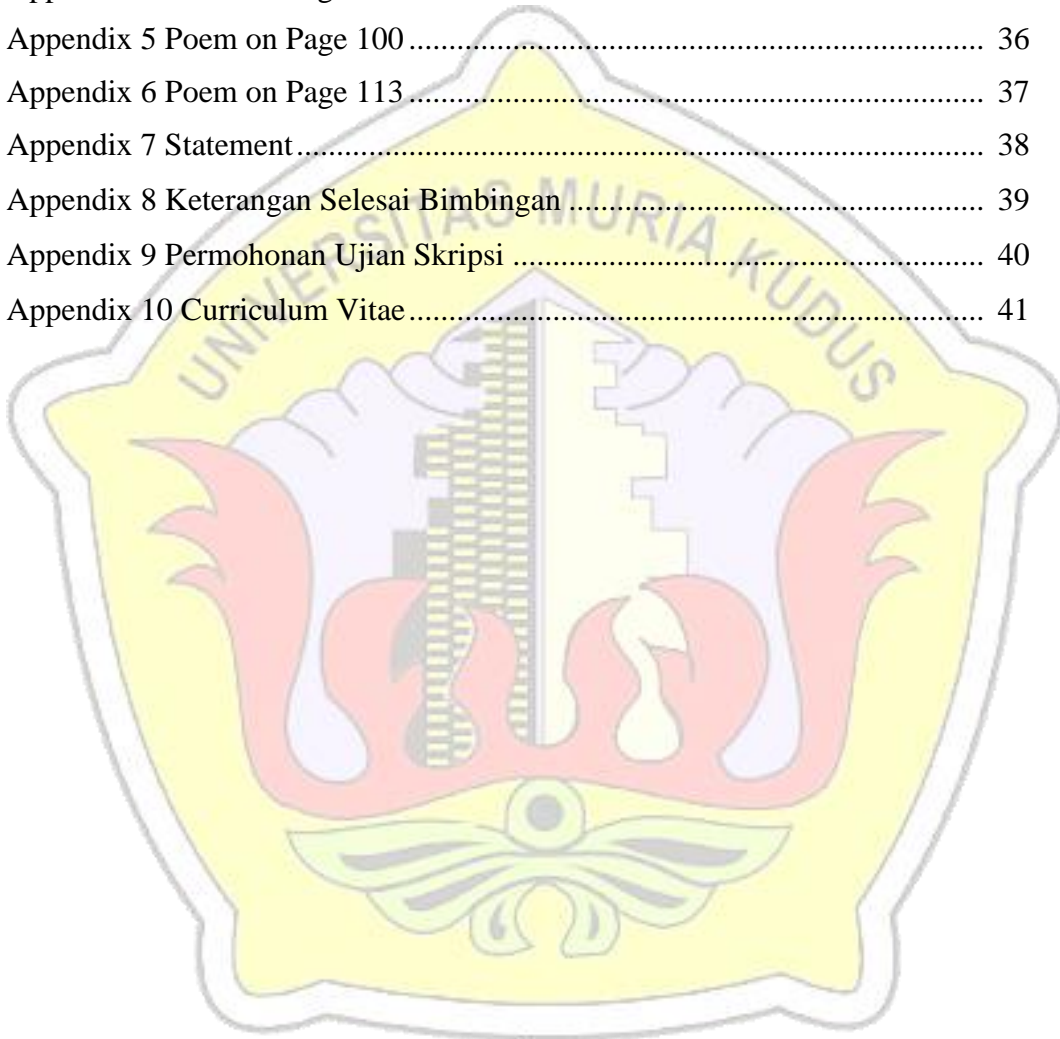 Appendix 5 Poem on Page 100 ........................................................................ 36
Appendix 6 Poem on Page 113 ........................................................................ 37
Appendix 7 Statement ...................................................................................... 38
Appendix 8 Keterangan Selesai Bimbingan .................................................... 39
Appendix 9 Permohonan Ujian Skripsi ........................................................... 40
Appendix 10 Curriculum Vitae ........................................................................ 41
UNIVERSITAS MURIA KUDUS